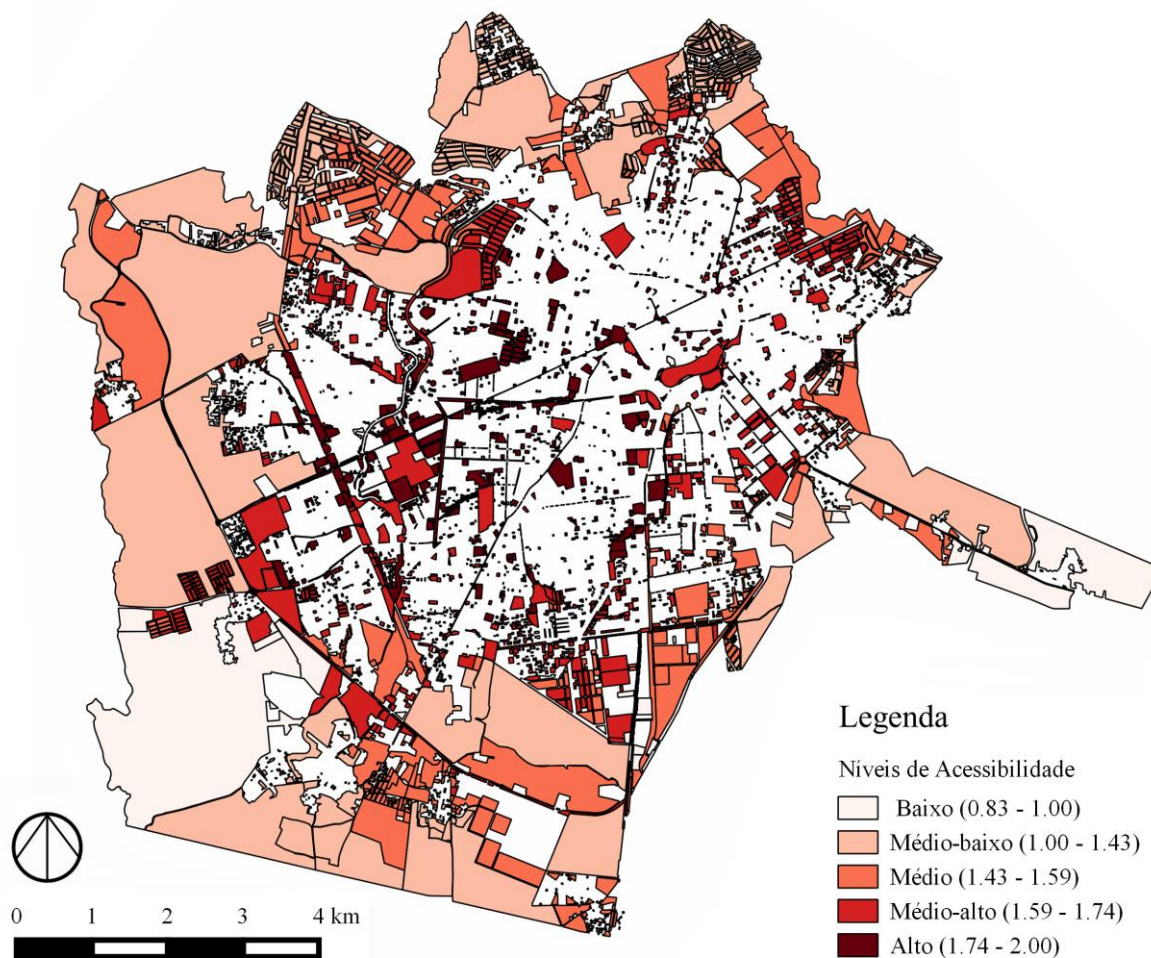 Legenda
Níveis de Acessibilidade
Baixo (0.83 - 1.00)
Médio-baixo (1.00 - 1.43)
Médio (1.43 - 1.59)
Médio-alto (1.59 - 1.74)
Alto (1.74 - 2.00)
0 1 2 3 4 km